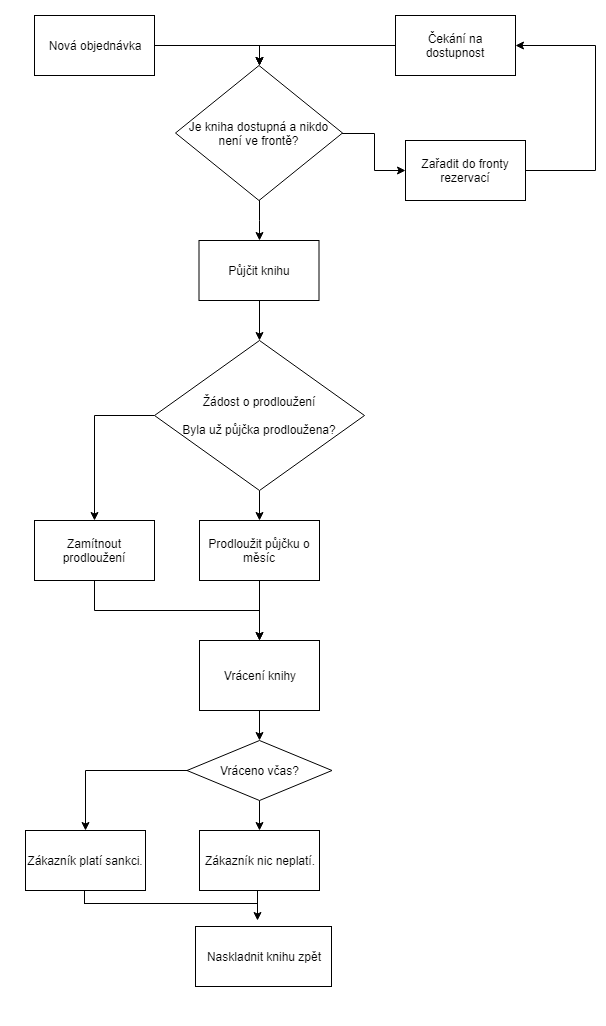 Nová objednávka
Čekání na
dostupnost
Je kniha dostupná a nikdo
není ve frontě?
Zařadit do fronty
rezervací
Půjčit knihu
Žádost o prodloužení
Byla už půjčka prodloužena?
Zamítnout
prodloužení
Prodloužit půjčku o
měsíc
Vrácení knihy
Vráceno včas?
Zákazník platí sankci.
Zákazník nic neplatí.
Naskladnit knihu zpět